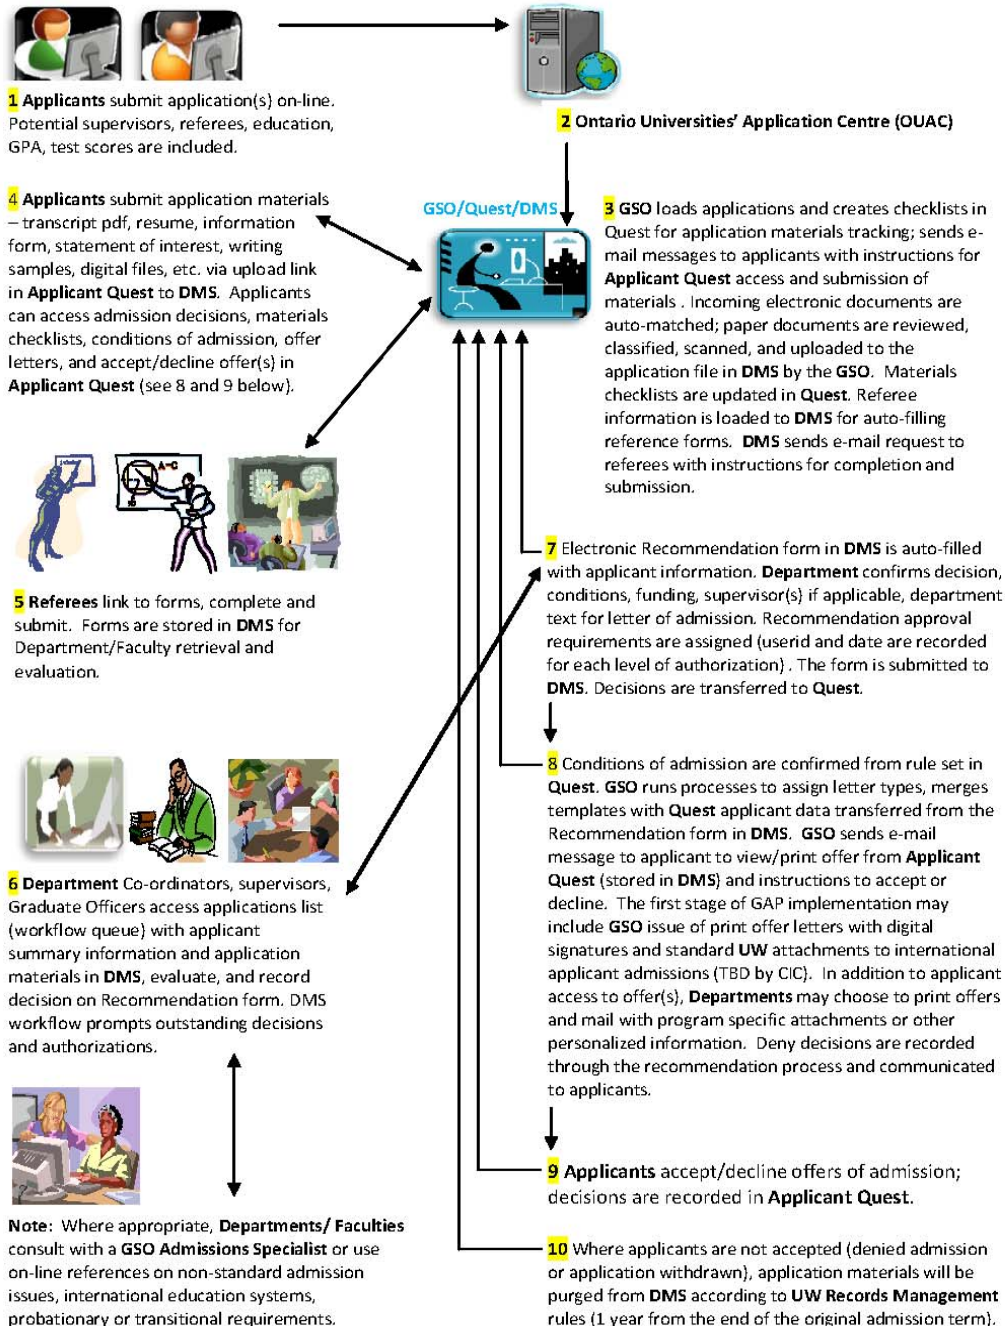 1 Applicants submit application(s) on-line.
Potential supervisors, referees, education,
GPA, test scores are included.
2 Ontario Universities' Application Centre (OUAC)
GSO/Quest/DMS
3 GSO loads applications and creates checklists in
Quest for application materials tracking; sends e-
mail messages to applicants with instructions for
Applicant Quest access and submission of
materials . Incoming electronic documents are
auto-matched; paper documents are reviewed,
classified, scanned, and uploaded to the
application file in DMS by the GSO.  Materials
checklists are updated in Quest. Referee
information is loaded to DMS for auto-filling
reference forms.  DMS sends e-mail request to
referees with instructions for completion and
submission.
4 Applicants submit application materials
– transcript pdf, resume, information
form, statement of interest, writing
samples, digital files, etc. via upload link
in Applicant Quest to DMS.  Applicants
can access admission decisions, materials
checklists, conditions of admission, offer
letters, and accept/decline offer(s) in
Applicant Quest (see 8 and 9 below).
A=C
5 Referees link to forms, complete and
submit.  Forms are stored in DMS for
Department/Faculty retrieval and
evaluation.
6 Department Co-ordinators, supervisors,
Graduate Officers access applications list
(workflow queue) with applicant
summary information and application
materials in DMS, evaluate, and record
decision on Recommendation form. DMS
workflow prompts outstanding decisions
and authorizations.
Note:  Where appropriate, Departments/ Faculties
consult with a GSO Admissions Specialist or use
on-line references on non-standard admission
issues, international education systems,
probationary or transitional requirements.
7 Electronic Recommendation form in DMS is auto-filled
with applicant information. Department confirms decision,
conditions, funding, supervisor(s) if applicable, department
text for letter of admission. Recommendation approval
requirements are assigned (userid and date are recorded
for each level of authorization) . The form is submitted to
DMS. Decisions are transferred to Quest.
8 Conditions of admission are confirmed from rule set in
Quest. GSO runs processes to assign letter types, merges
templates with Quest applicant data transferred from the
Recommendation form in DMS.  GSO sends e-mail
message to applicant to view/print offer from Applicant
Quest (stored in DMS) and instructions to accept or
decline.  The first stage of GAP implementation may
include GSO issue of print offer letters with digital
signatures and standard UW attachments to international
applicant admissions (TBD by CIC).  In addition to applicant
access to offer(s), Departments may choose to print offers
and mail with program specific attachments or other
personalized information.  Deny decisions are recorded
through the recommendation process and communicated
to applicants.
9 Applicants accept/decline offers of admission;
decisions are recorded in Applicant Quest.
10 Where applicants are not accepted (denied admission
or application withdrawn), application materials will be
purged from DMS according to UW Records Management
rules (1 year from the end of the original admission term).